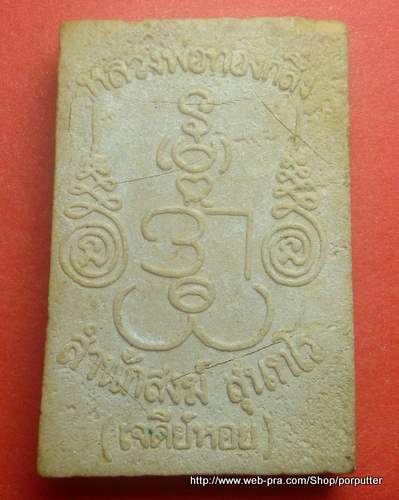 หลวงพ่อทองกลึง
สำนักสงฆ์ สุนทโว
(เจดีย์หอย)
http://www.web-pra.com/Shop/porputter